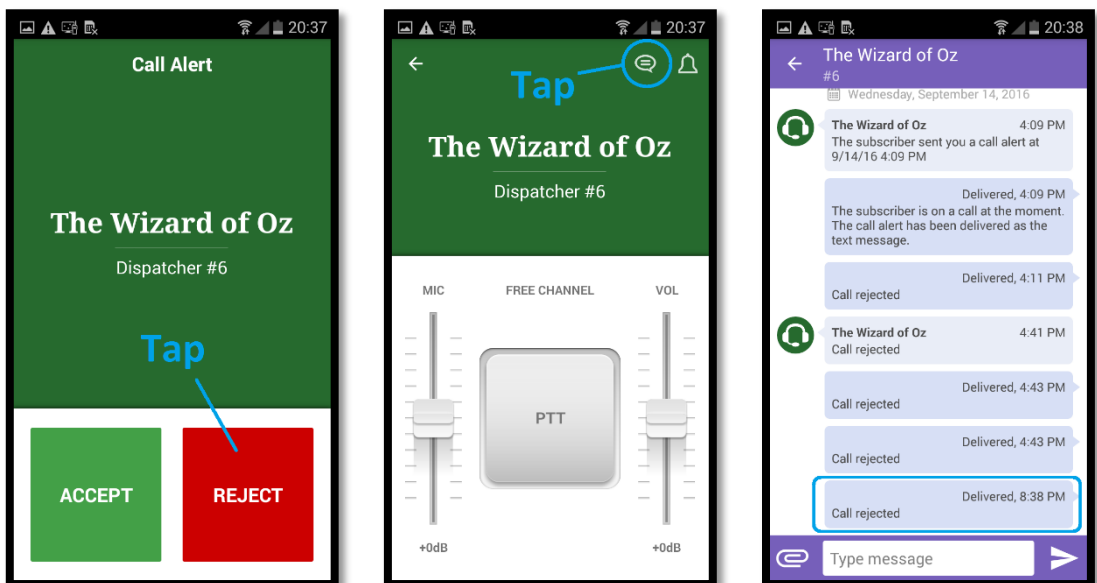 20:37
Call Alert
The Wizard of Oz
Dispatcher #6
Tap
ACCEPT
REJECT
20:37
Tap
The Wizard of Oz
Dispatcher #6
MIC
FREE CHANNEL
VOL
PTT
+0dB
+0dB
20:38
The Wizard of Oz
#6
Wednesday, September 14, 2016
The Wizard of Oz 4:09 PM
The subscriber sent you a call alert at
9/14/16 4:09 PM
Delivered, 4:09 PM
The subscriber is on a call at the moment.
The call alert has been delivered as the
text message.
Delivered, 4:11 PM
Call rejected
The Wizard of Oz 4:41 PM
Call rejected
Delivered, 4:43 PM
Call rejected
Delivered, 4:43 PM
Call rejected
Delivered, 8:38 PM
Call rejected
Type message